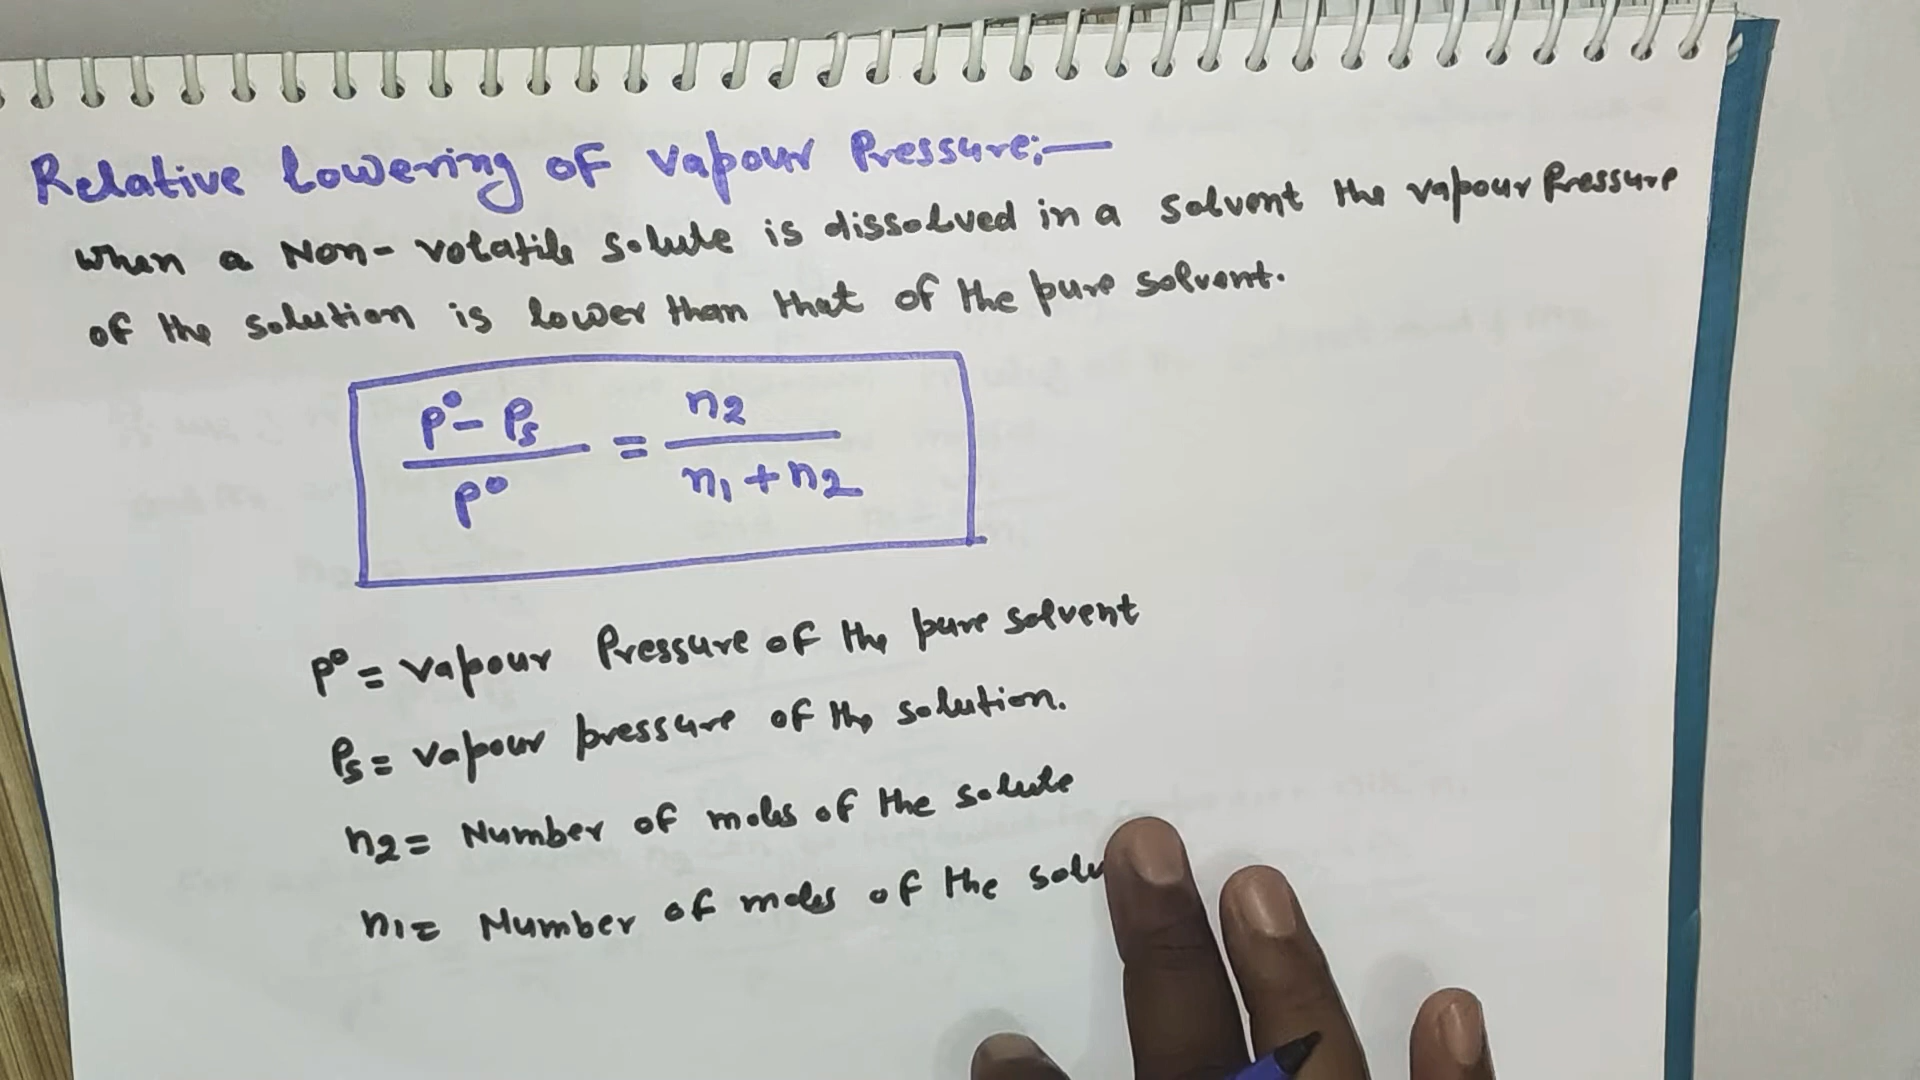 Relative lowering of vapour Pressure:—
when a Non-volatile solute is dissolved in a solvent the vapour Pressure
of the solution is lower than that of the pure solvent.
P° - Ps / P° = n2 / n1 + n2
P° = vapour Pressure of the pure solvent
Ps = vapour pressure of the solution.
n2 = Number of moles of the solute
n1 = Number of moles of the